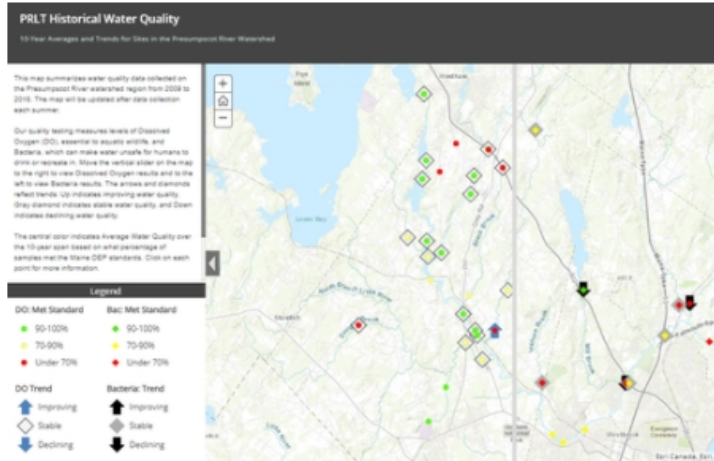 PRLT Historical Water Quality
10-Year Averages and Trends for Sites in the Presumpscot River Watershed
This map summarizes water quality data collected on
the Presumpscot River watershed region from 2009 to
The map will be updated after data collection
each summer.
Our quality testing measures levels of Dissolved
Oxygen (DO), essential to aquatic wildlife, and
Bacteria, which can make water unsafe for humans to
drink or recreate in. Move the vertical slider on the map
to the right to view Dissolved Oxygen results and to the
left to view Bacteria results. The arrows and diamonds
reflect trends: Up indicates improving water quality,
Gray diamond indicates stable water quality, and Down
indicates declining water quality.
The central color indicates Average Water Quality over
the 10-year span based on what percentage of
samples met the Maine DEP standards. Click on each
point for more information.
Legend
DO: Met Standard
90-100%
70-90%
Under 70%
Bac: Met Standard
90-100%
70-90%
Under 70%
DO Trend
Improving
Stable
Declining
Bacteria: Trend
Improving
Stable
Declining
Windham
Standish
North Branch Little River
Esri Canada, Esri,